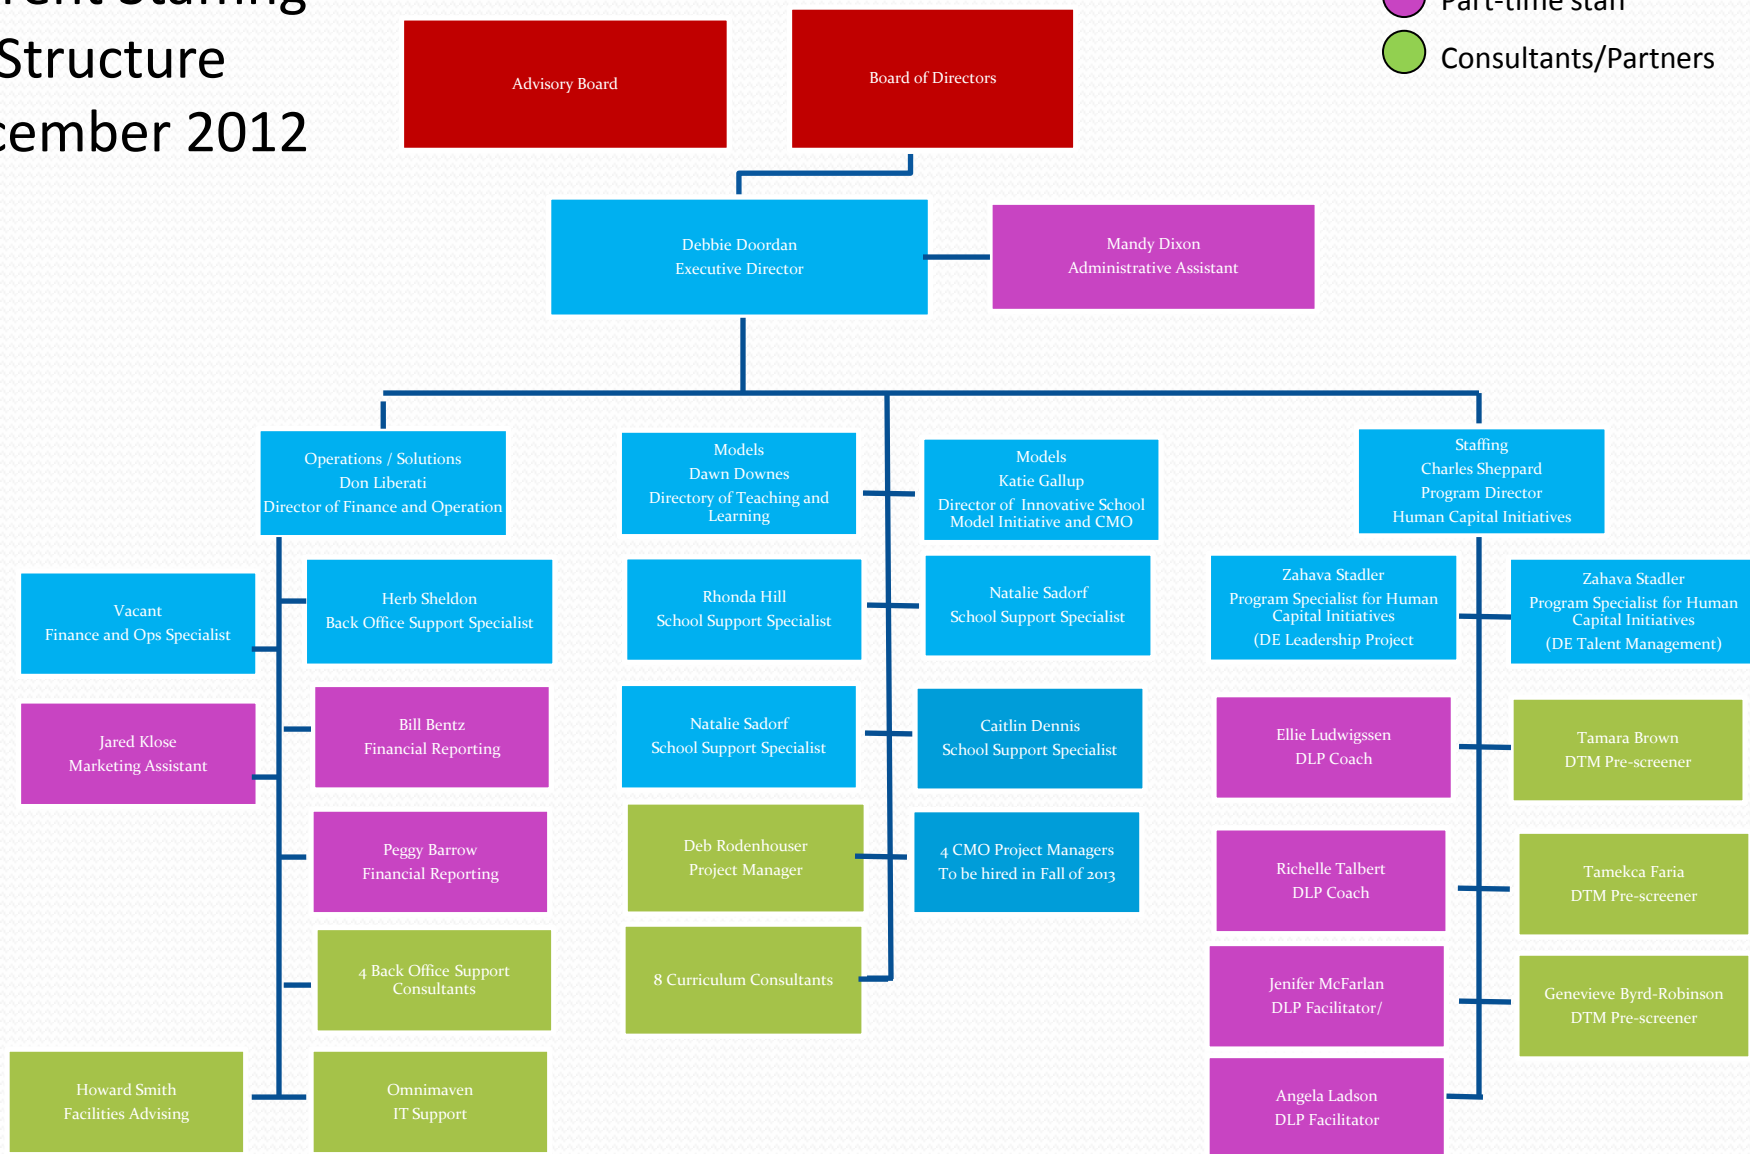 Structure
2012
Part-time staff
Consultants/Partners
Advisory Board
Board of Directors
Debbie Doordan
Executive Director
Mandy Dixon
Administrative Assistant
Operations / Solutions
Don Liberati
Director of Finance and Operation
Models
Dawn Downes
Directory of Teaching and
Learning
Models
Katie Gallup
Director of Innovative School
Model Initiative and CMO
Staffing
Charles Sheppard
Program Director
Human Capital Initiatives
Vacant
Finance and Ops Specialist
Herb Sheldon
Back Office Support Specialist
Rhonda Hill
School Support Specialist
Natalie Sadorf
School Support Specialist
Zahava Stadler
Program Specialist for Human
Capital Initiatives
(DE Leadership Project
Zahava Stadler
Program Specialist for Human
Capital Initiatives
(DE Talent Management)
Jared Klose
Marketing Assistant
Bill Bentz
Financial Reporting
Natalie Sadorf
School Support Specialist
Caitlin Dennis
School Support Specialist
Ellie Ludwigssen
DLP Coach
Tamara Brown
DTM Pre-screener
Peggy Barrow
Financial Reporting
Deb Rodenhouser
Project Manager
4 CMO Project Managers
To be hired in Fall of 2013
Richelle Talbert
DLP Coach
Tamekca Faria
DTM Pre-screener
4 Back Office Support
Consultants
8 Curriculum Consultants
Jenifer McFarlan
DLP Facilitator/
Genevieve Byrd-Robinson
DTM Pre-screener
Howard Smith
Facilities Advising
Omnimaven
IT Support
Angela Ladson
DLP Facilitator